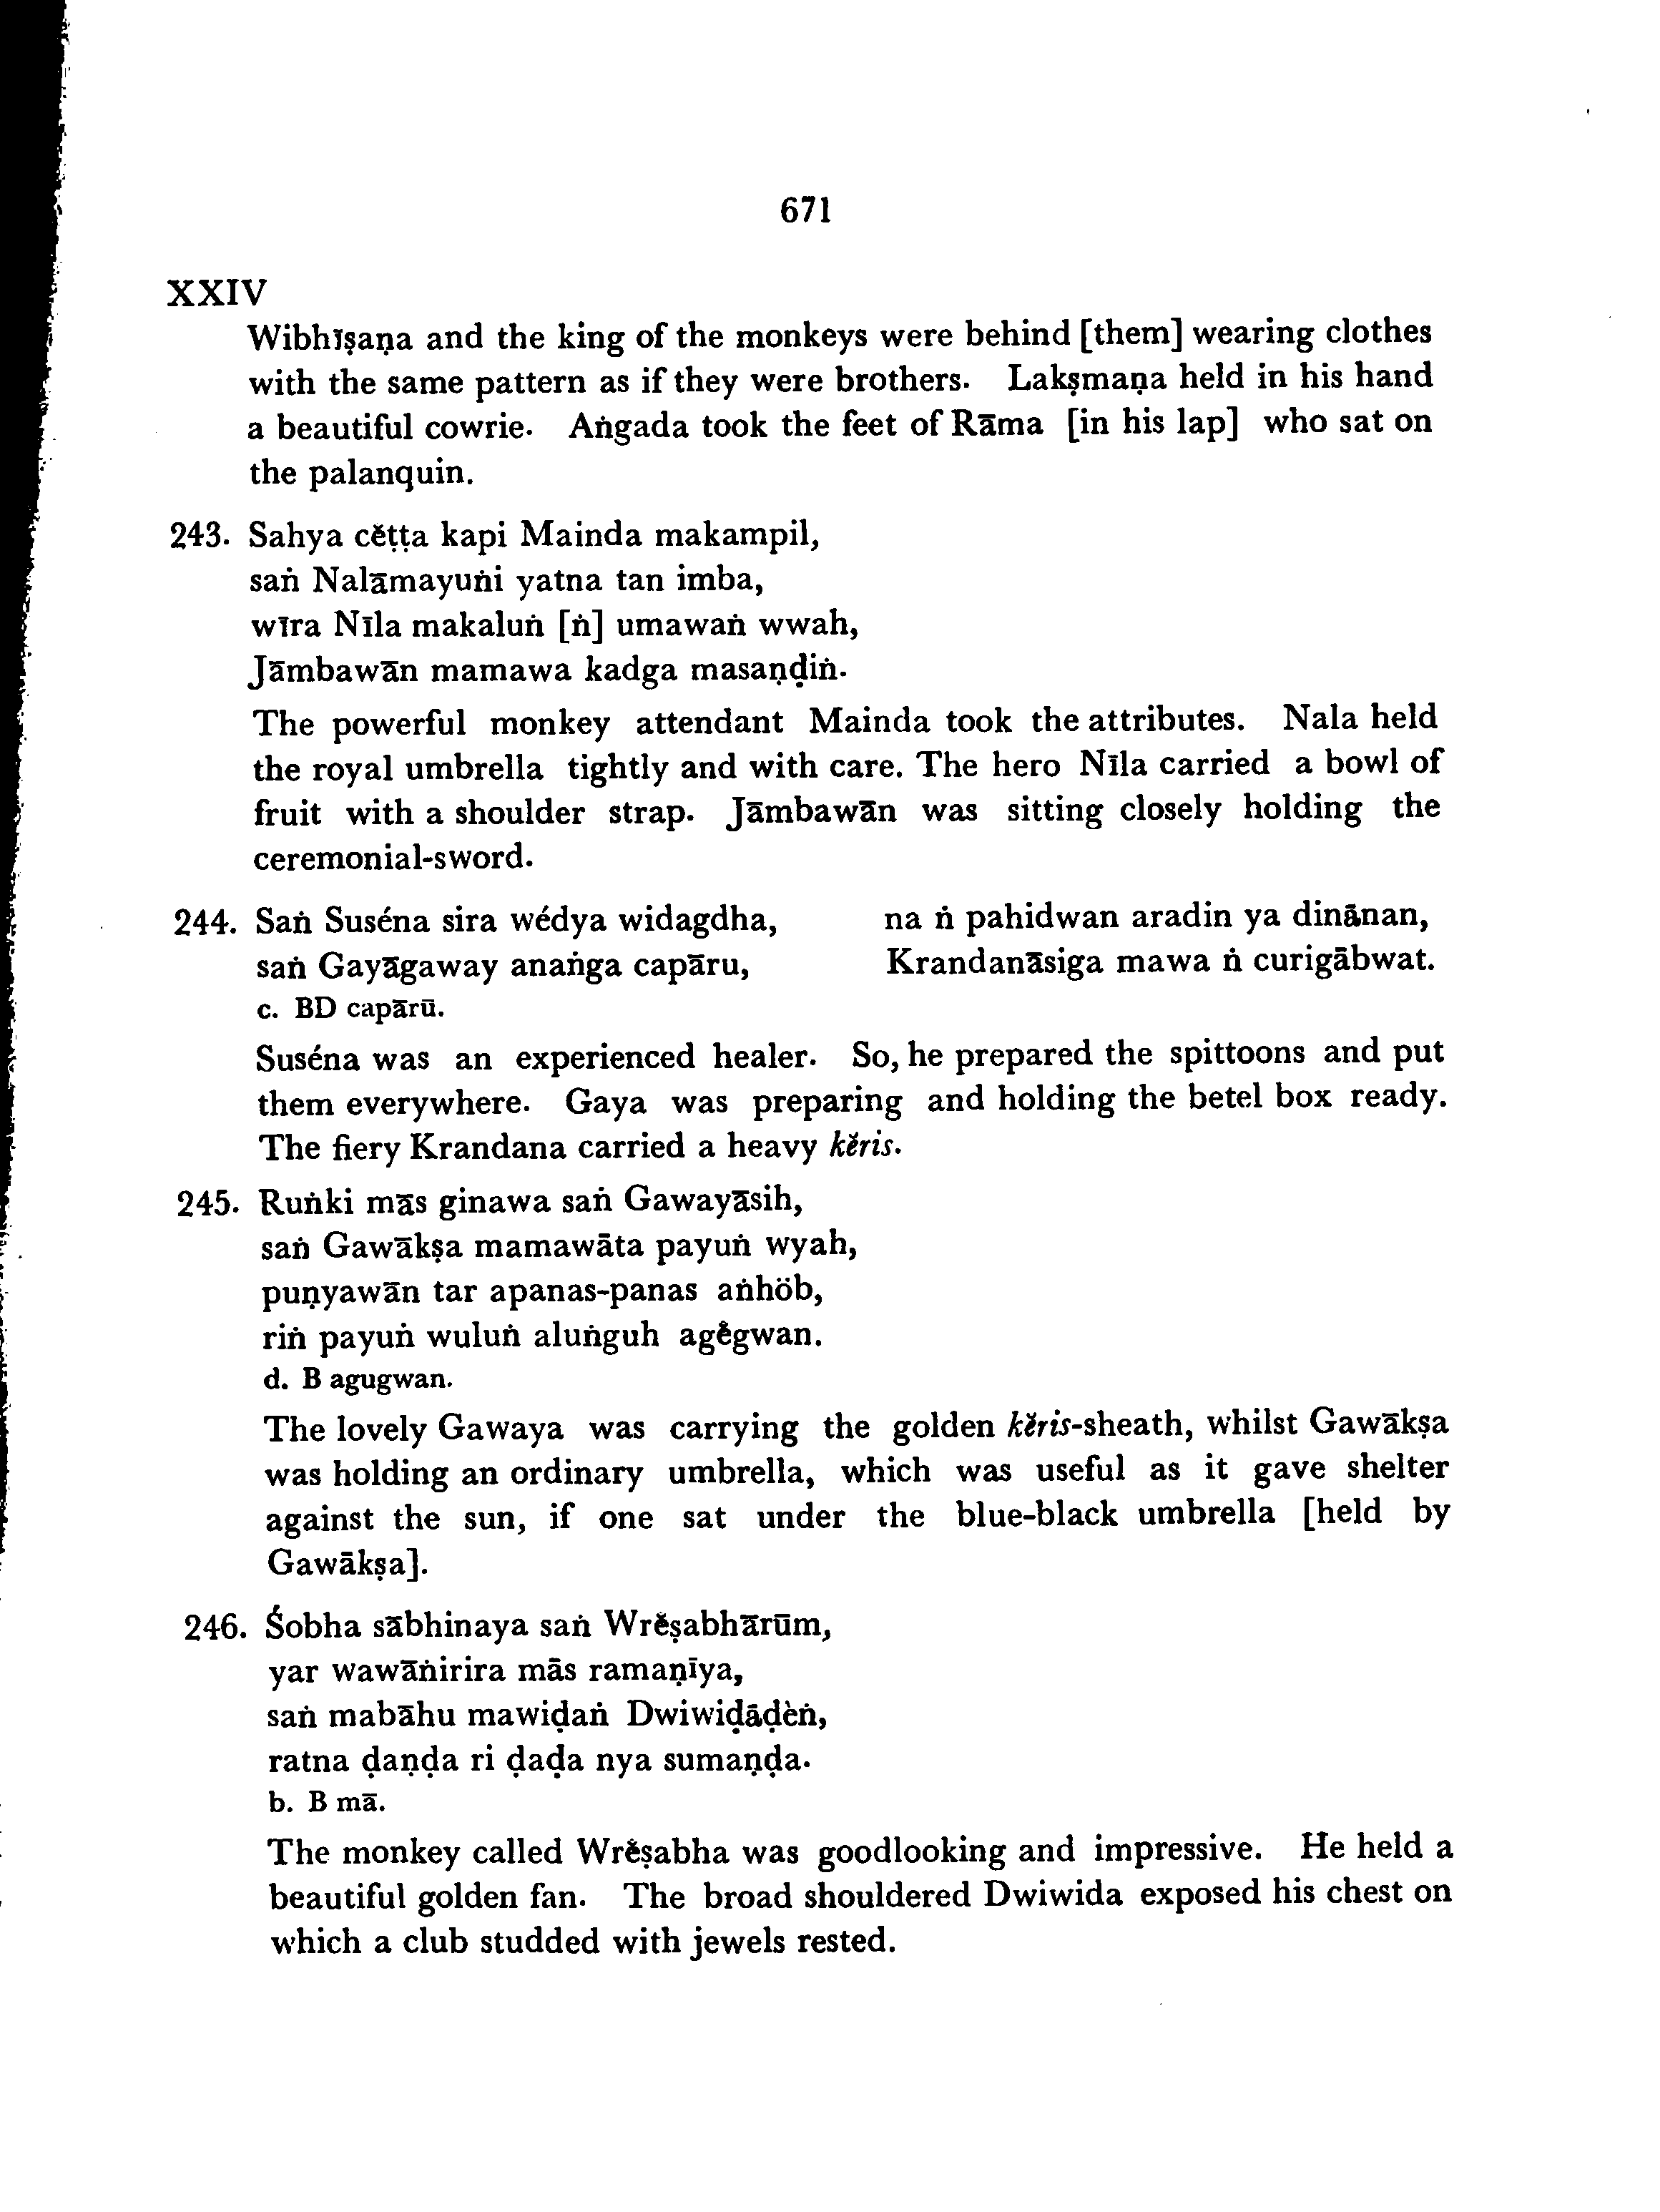 671
XXIV
Wibhīṣaṇa and the king of the monkeys were behind [them] wearing clothes
with the same pattern as if they were brothers. Lakṣmaṇa held in his hand
a beautiful cowrie. Aṅgada took the feet of Rāma [in his lap] who sat on
the palanquin.
243. Sahya cĕṭṭa kapi Mainda makampil,
saṅ Nalāmayuṅi yatna tan imba,
wīra Nīla makaluṅ [ṅ] umawaṅ wwah,
Jāmbawān mamawa kadga masaṇḍiṅ.
The powerful monkey attendant Mainda took the attributes. Nala held
the royal umbrella tightly and with care. The hero Nīla carried a bowl of
fruit with a shoulder strap. Jāmbawān was sitting closely holding the
ceremonial-sword.
244. Saṅ Suséna sira wédya widagdha, na ṅ pahidwan aradin ya dinānan,
saṅ Gayāgaway anaṅga capāru, Krandanāsiga mawa ṅ curigābwat.
c. BD capārū.
Suséna was an experienced healer. So, he prepared the spittoons and put
them everywhere. Gaya was preparing and holding the betel box ready.
The fiery Krandana carried a heavy kĕris.
245. Ruṅki mās ginawa saṅ Gawayāsih,
saṅ Gawākṣa mamawāta payuṅ wyah,
puṇyawān tar apanas-panas aṅhöb,
riṅ payuṅ wuluṅ aluṅguh agĕgwan.
d. B agugwan.
The lovely Gawaya was carrying the golden kĕris-sheath, whilst Gawākṣa
was holding an ordinary umbrella, which was useful as it gave shelter
against the sun, if one sat under the blue-black umbrella [held by
Gawākṣa].
246. Śobha sābhinaya saṅ Wrĕṣabhārūm,
yar wawāṅirira mās ramaṇīya,
saṅ mabāhu mawiḍaṅ Dwiwiḍāḍèṅ,
ratna ḍaṇḍa ri ḍaḍa nya sumaṇḍa.
b. B mā.
The monkey called Wrĕṣabha was goodlooking and impressive. He held a
beautiful golden fan. The broad shouldered Dwiwida exposed his chest on
which a club studded with jewels rested.